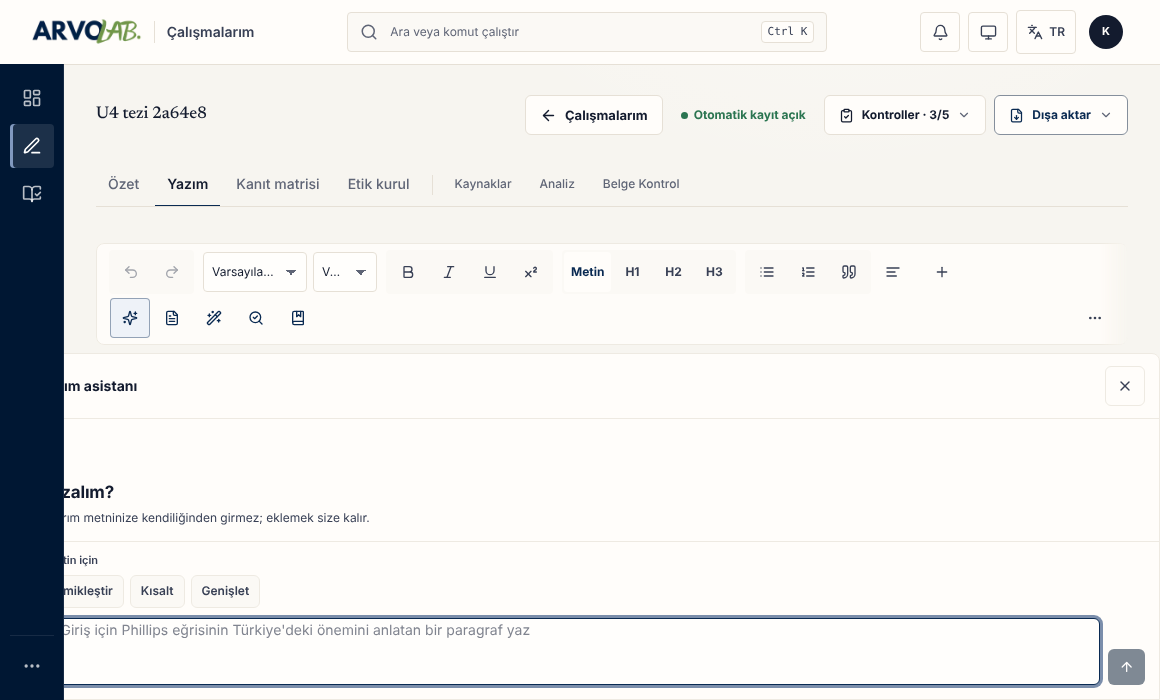 ARVOLAB.
Çalışmalarım
Ara veya komut çalıştır
Ctrl K
TR
K
U4 tezi 2a64e8
Çalışmalarım
Otomatik kayıt açık
Kontroller · 3/5
Dışa aktar
Özet
Yazım
Kanıt matrisi
Etik kurul
Kaynaklar
Analiz
Belge Kontrol
Varsayıla...
V...
B
I
U
x²
Metin
H1
H2
H3
ım asistanı
zalım?
rım metninize kendiliğinden girmez; eklemek size kalır.
tin için
mikleştir
Kısalt
Genişlet
Giriş için Phillips eğrisinin Türkiye'deki önemini anlatan bir paragraf yaz